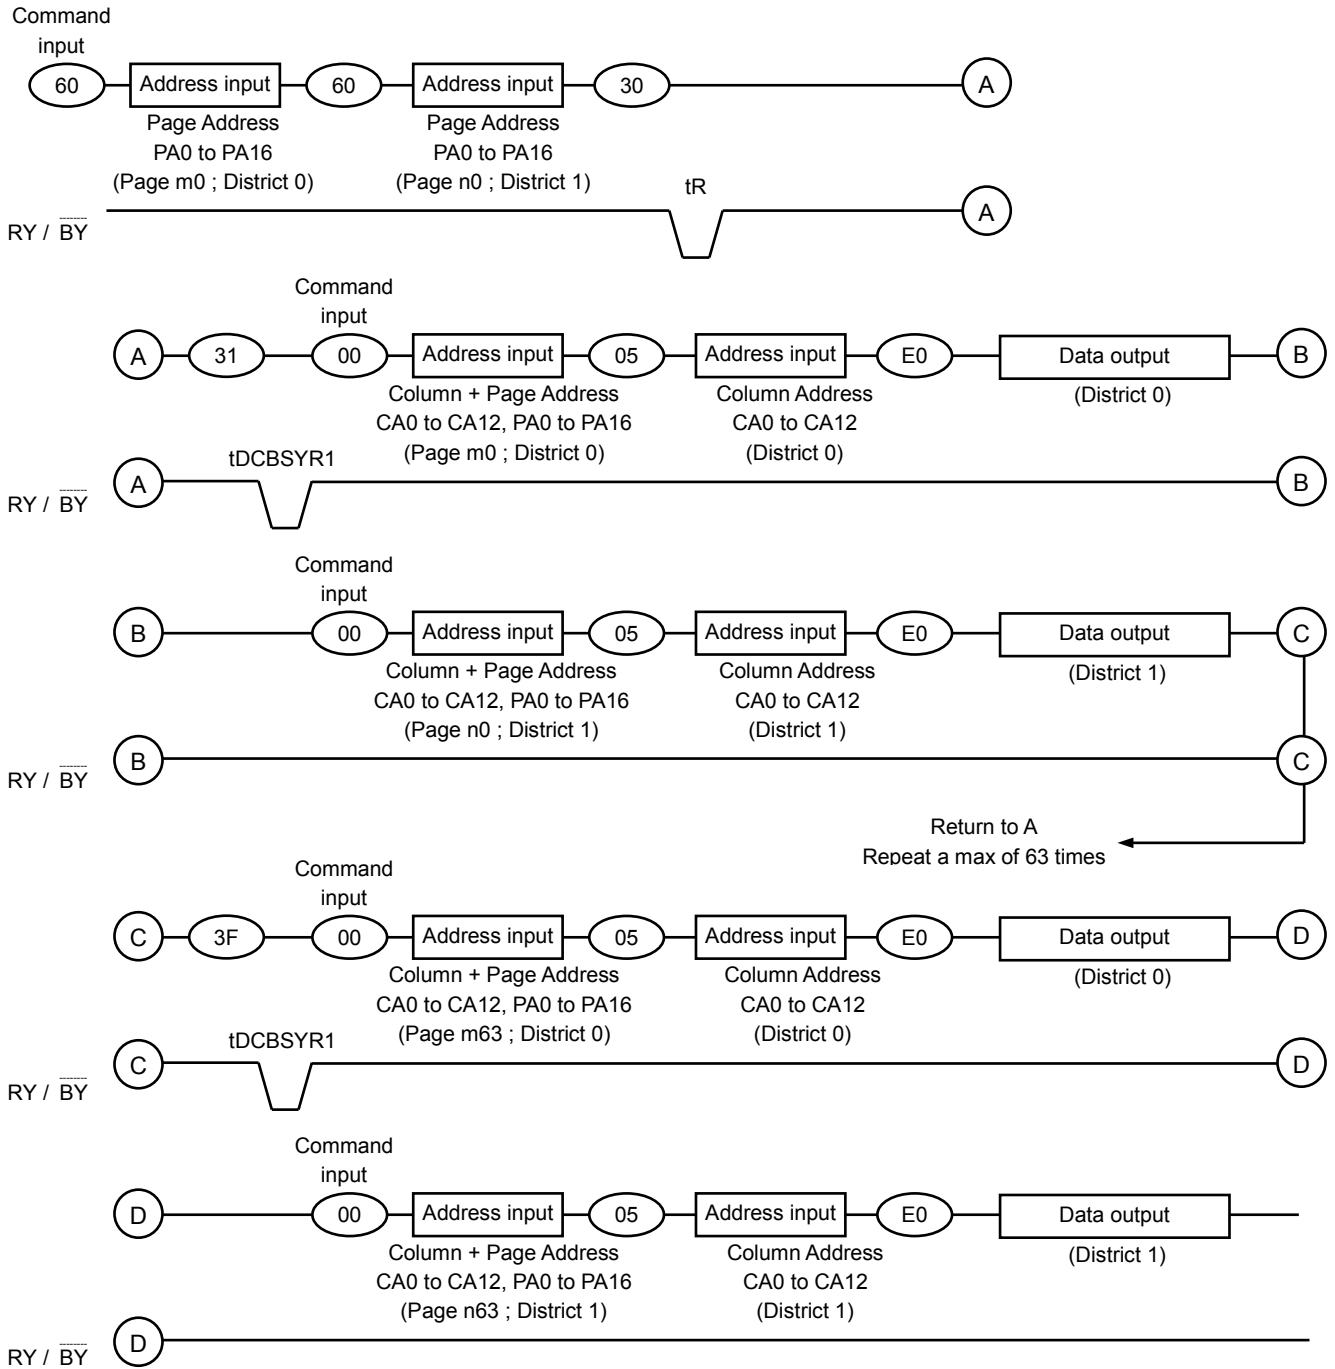 Command
input
60 Address input 60 Address input 30 A
Page Address Page Address
PA0 to PA16 PA0 to PA16
(Page m0 ; District 0) (Page n0 ; District 1)
tR
RY / BY A
Command
input
A 31 00 Address input 05 Address input E0 Data output B
Column + Page Address Column Address (District 0)
CA0 to CA12, PA0 to PA16 CA0 to CA12
(Page m0 ; District 0) (District 0)
tDCBSYR1
RY / BY A B
Command
input
B 00 Address input 05 Address input E0 Data output C
Column + Page Address Column Address (District 1)
CA0 to CA12, PA0 to PA16 CA0 to CA12
(Page n0 ; District 1) (District 1)
RY / BY B C
Return to A
Repeat a max of 63 times
Command
input
C 3F 00 Address input 05 Address input E0 Data output D
Column + Page Address Column Address (District 0)
CA0 to CA12, PA0 to PA16 CA0 to CA12
(Page m63 ; District 0) (District 0)
tDCBSYR1
RY / BY C D
Command
input
D 00 Address input 05 Address input E0 Data output
Column + Page Address Column Address (District 1)
CA0 to CA12, PA0 to PA16 CA0 to CA12
(Page n63 ; District 1) (District 1)
RY / BY D